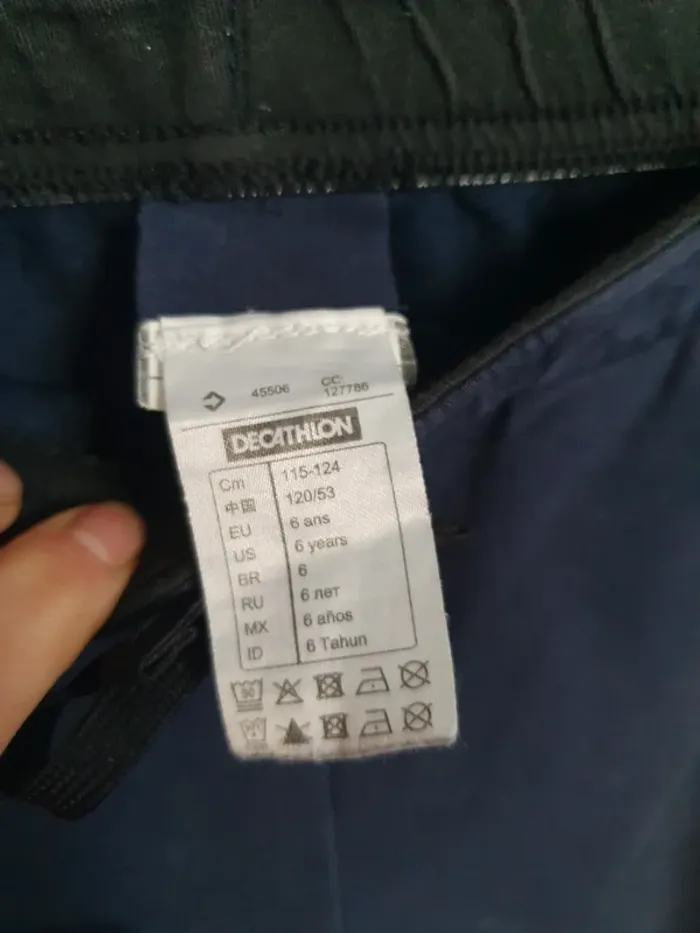 45506
CC:
127786
DECATHLON
Cm 115-124
中国 120/53
EU 6 ans
US 6 years
BR 6
RU 6 лет
MX 6 años
ID 6 Tahun